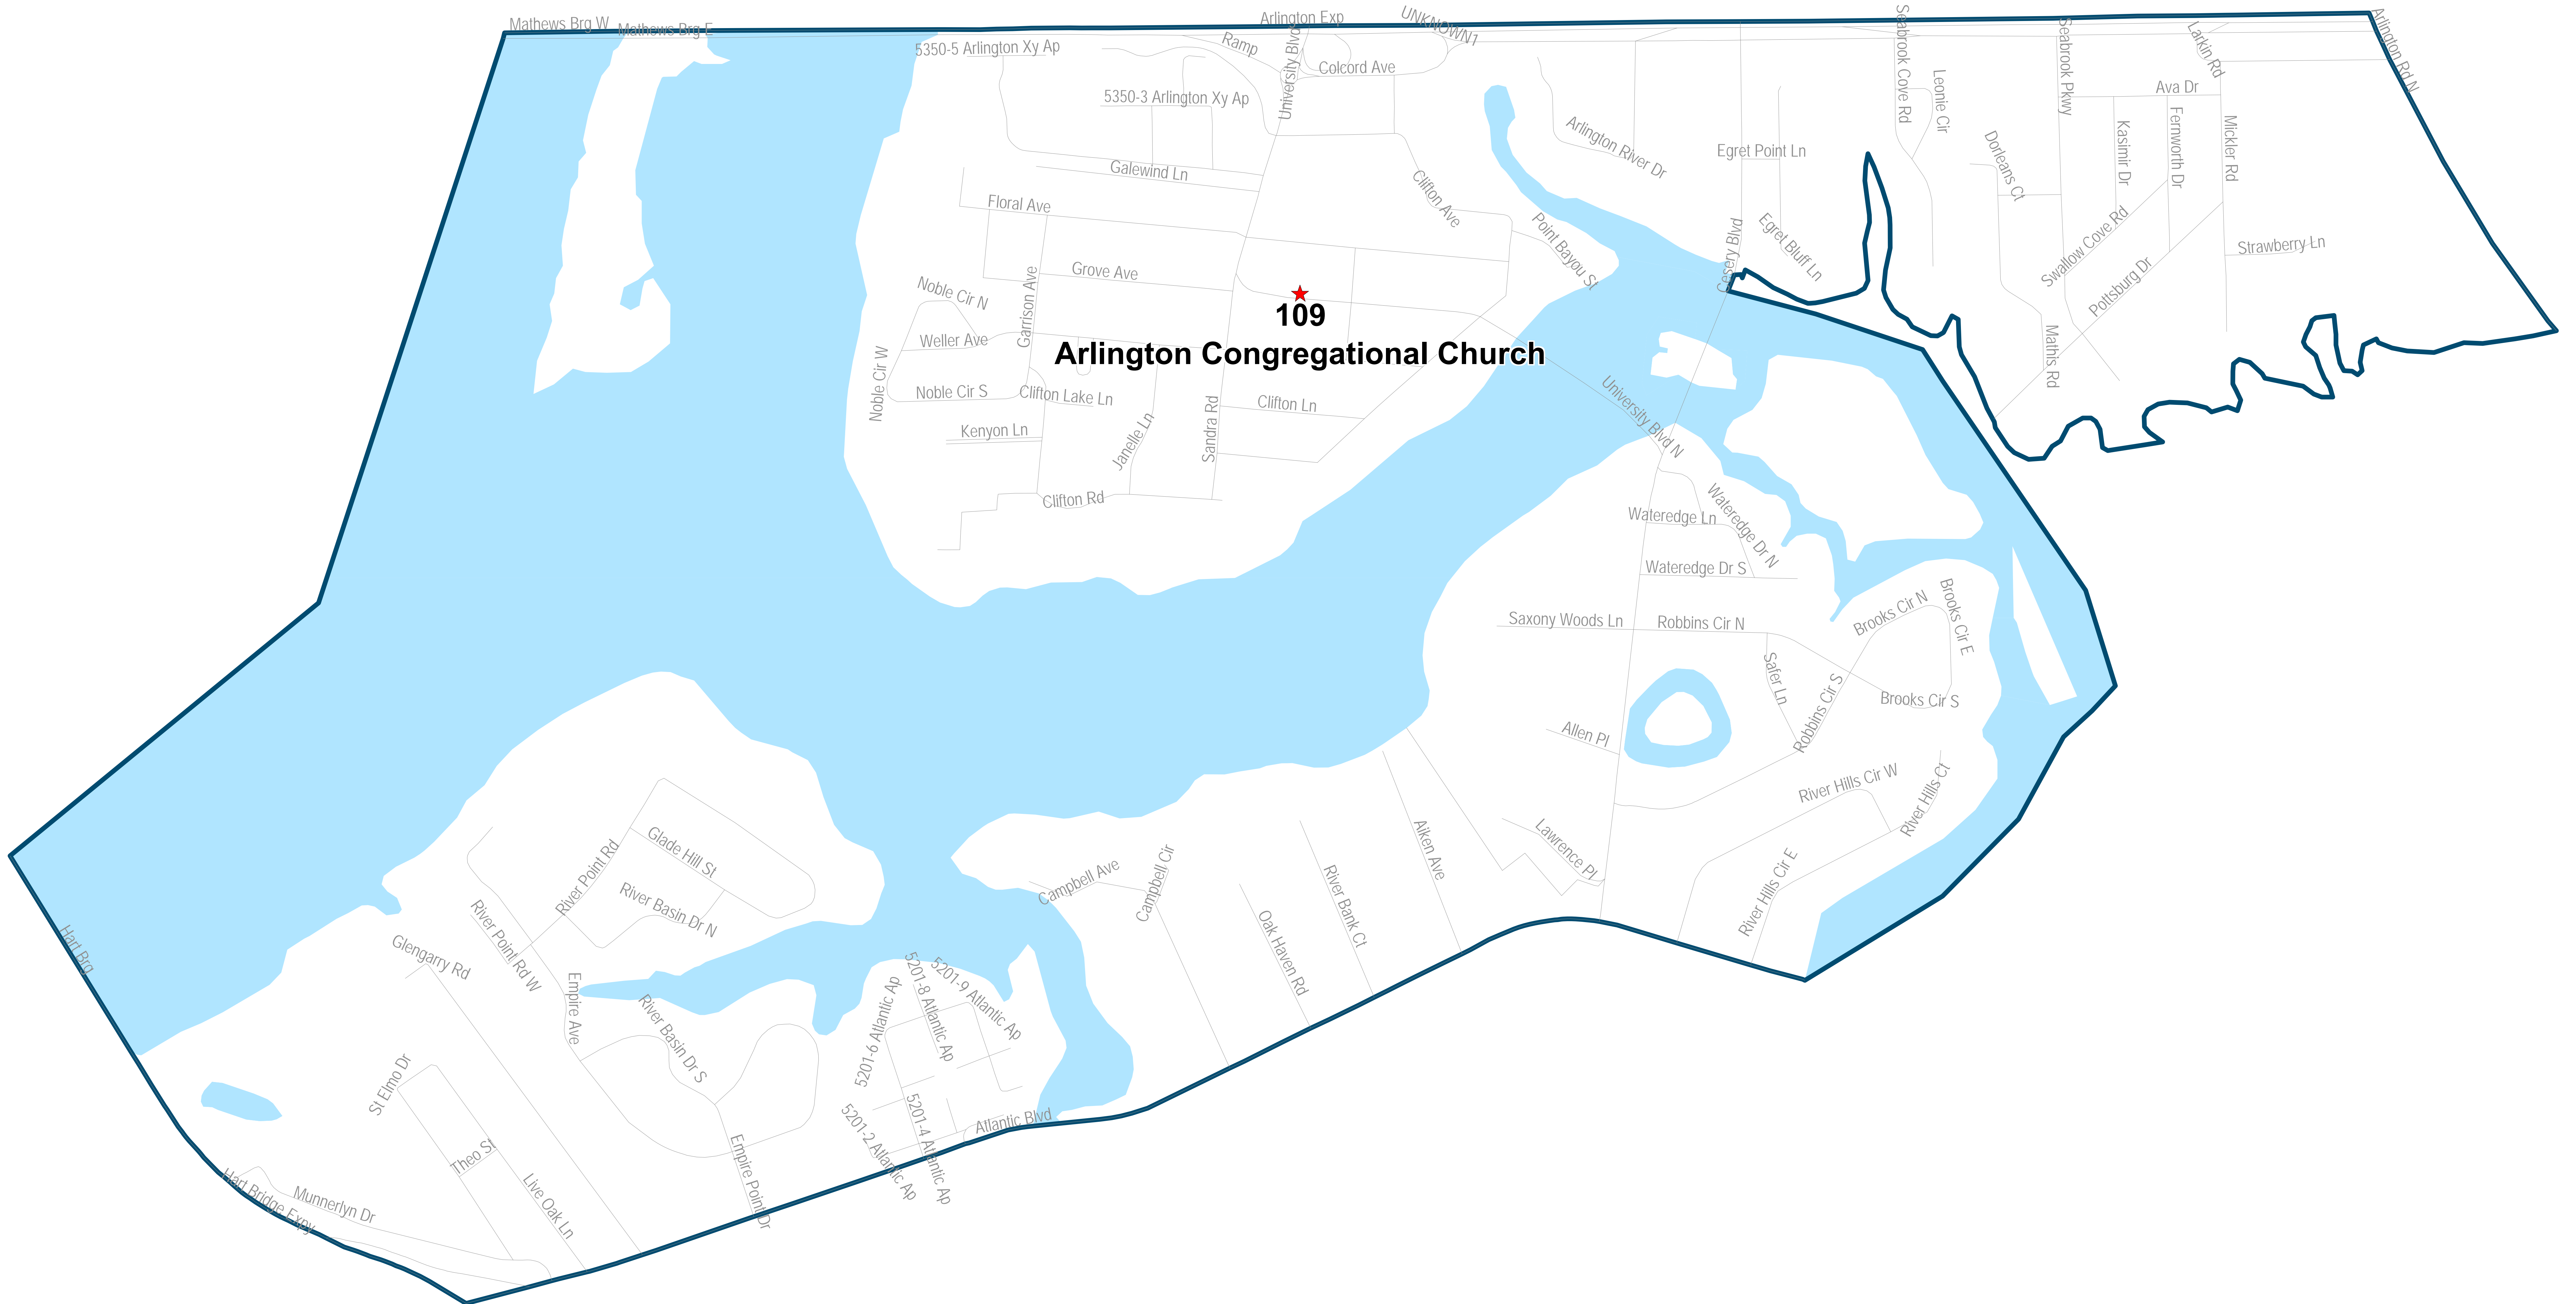 Mathews Brg W
Mathews Brg E
Arlington Exp
UNKNOWN1
5350-5 Arlington Xy Ap
Ramp
University Blvd
Colcord Ave
5350-3 Arlington Xy Ap
Seabrook Cove Rd
Leonie Cir
Seabrook Pkwy
Larkin Rd
Arlington Rd N
Ava Dr
Kasimir Dr
Fernworth Dr
Mickler Rd
Arlington River Dr
Egret Point Ln
Dorleans Ct
Galewind Ln
Clifton Ave
Floral Ave
Point Bayou St
Cesery Blvd
Egret Bluff Ln
Swallow Cove Rd
Strawberry Ln
Pottsburg Dr
Grove Ave
Garrison Ave
Noble Cir N
109
Arlington Congregational Church
Weller Ave
Noble Cir W
Mathis Rd
Noble Cir S
Clifton Lake Ln
Clifton Ln
University Blvd N
Kenyon Ln
Janelle Ln
Sandra Rd
Clifton Rd
Wateredge Ln
Wateredge Dr N
Wateredge Dr S
Saxony Woods Ln
Robbins Cir N
Brooks Cir N
Brooks Cir E
Safer Ln
Robbins Cir S
Brooks Cir S
Allen Pl
River Hills Cir W
River Hills Ct
Glade Hill St
River Point Rd
River Basin Dr N
Campbell Ave
Campbell Cir
Aiken Ave
Lawrence Pl
River Bank Ct
Oak Haven Rd
River Hills Cir E
Hart Brg
Glengarry Rd
River Point Rd W
Empire Ave
River Basin Dr S
5201-6 Atlantic Ap
5201-8 Atlantic Ap
5201-9 Atlantic Ap
St Elmo Dr
Theo St
5201-2 Atlantic Ap
5201-4 Atlantic Ap
Atlantic Blvd
Empire Point Dr
Live Oak Ln
Hart Bridge Expy
Munnerlyn Dr